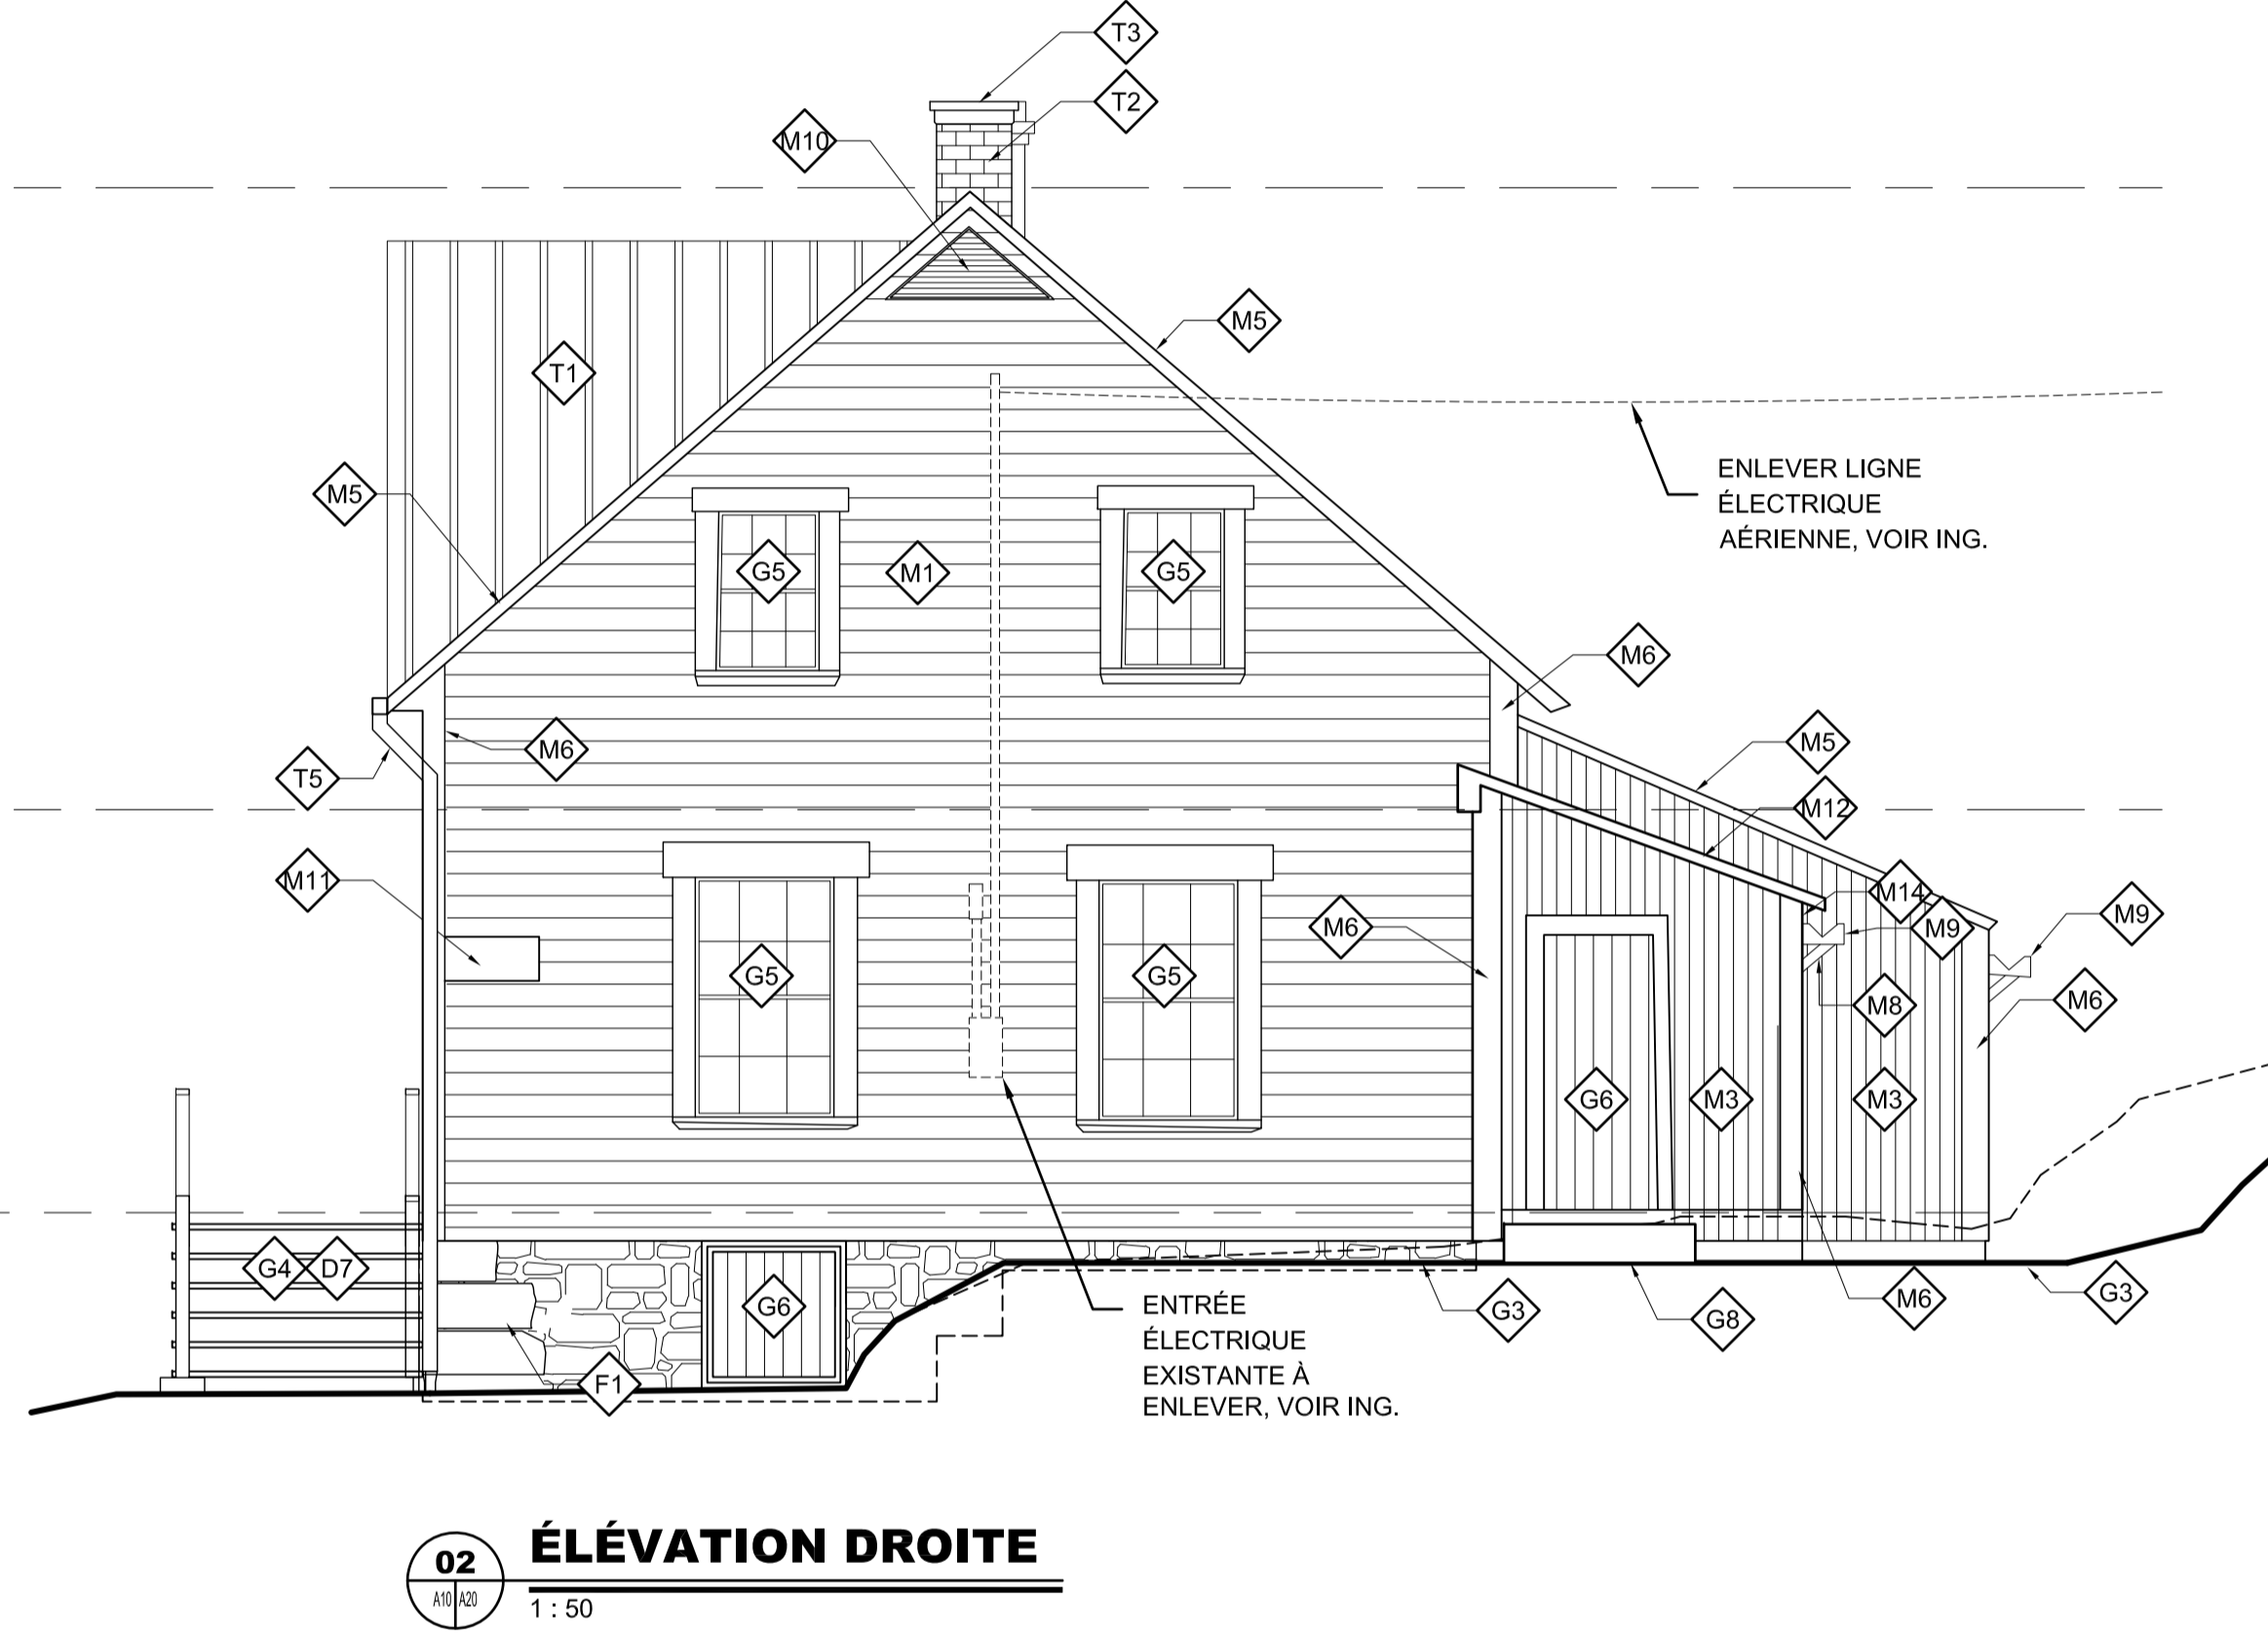 T3
T2
M10
M5
T1
M5
ENLEVER LIGNE
ÉLECTRIQUE
AÉRIENNE, VOIR ING.
G5
M1
G5
M6
M6
M5
T5
M12
M11
M14
M9
M9
M6
G5
G5
M8
M6
G6
M3
M3
G4
D7
G6
ENTRÉE
ÉLECTRIQUE
EXISTANTE À
ENLEVER, VOIR ING.
G3
G8
M6
G3
F1
02
A10
A20
ÉLÉVATION DROITE
1 : 50